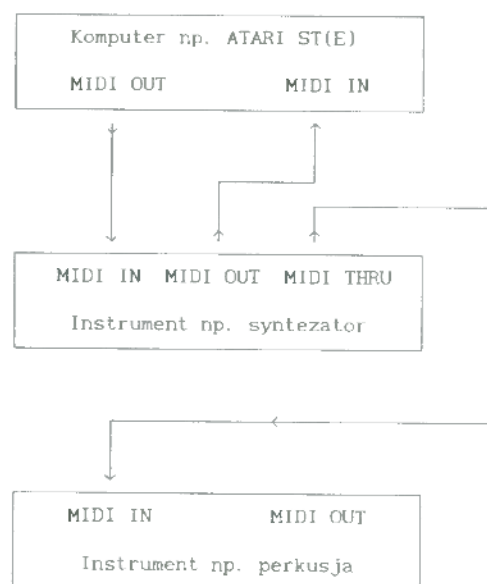 Komputer np. ATARI ST(E)
MIDI OUT MIDI IN
MIDI IN MIDI OUT MIDI THRU
Instrument np. syntezator
MIDI IN MIDI OUT
Instrument np. perkusja